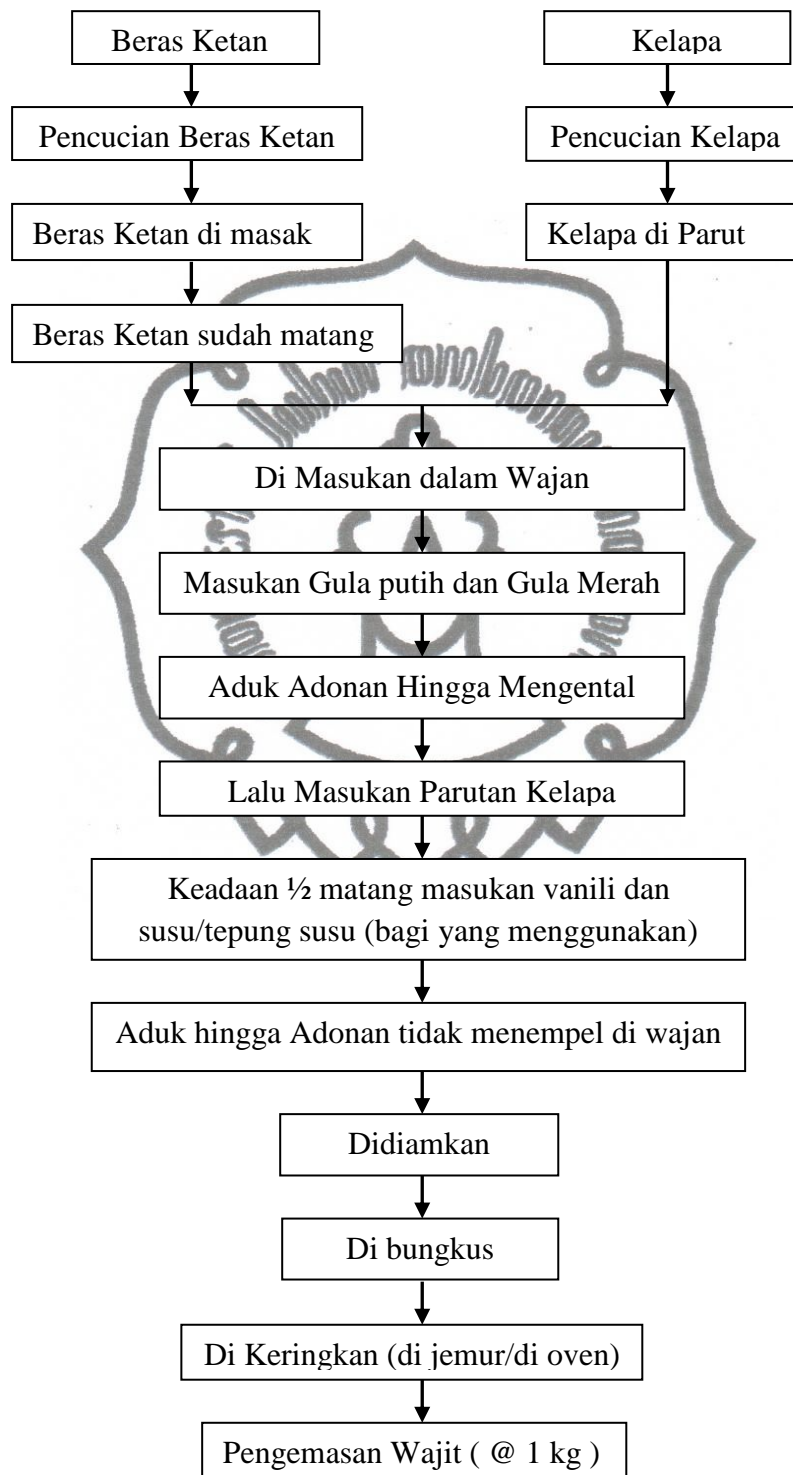 Beras Ketan
Kelapa
Pencucian Beras Ketan
Pencucian Kelapa
Beras Ketan di masak
Kelapa di Parut
Beras Ketan sudah matang
Di Masukan dalam Wajan
Masukan Gula putih dan Gula Merah
Aduk Adonan Hingga Mengental
Lalu Masukan Parutan Kelapa
Keadaan ½ matang masukan vanili dan
susu/tepung susu (bagi yang menggunakan)
Aduk hingga Adonan tidak menempel di wajan
Didiamkan
Di bungkus
Di Keringkan (di jemur/di oven)
Pengemasan Wajit ( @ 1 kg )